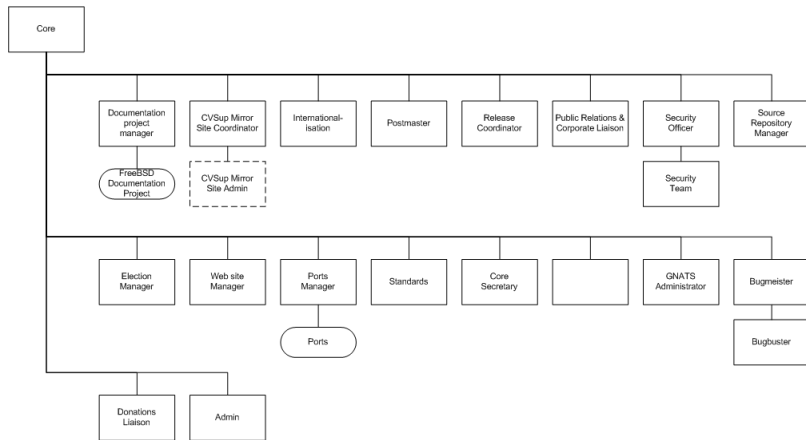 Core
Documentation
project
manager
CVSup Mirror
Site Coordinator
International-
isation
Postmaster
Release
Coordinator
Public Relations &
Corporate Liaison
Security
Officer
Source
Repository
Manager
FreeBSD
Documentation
Project
CVSup Mirror
Site Admin
Security
Team
Election
Manager
Web site
Manager
Ports
Manager
Standards
Core
Secretary
GNATS
Administrator
Bugmeister
Ports
Bugbuster
Donations
Liaison
Admin